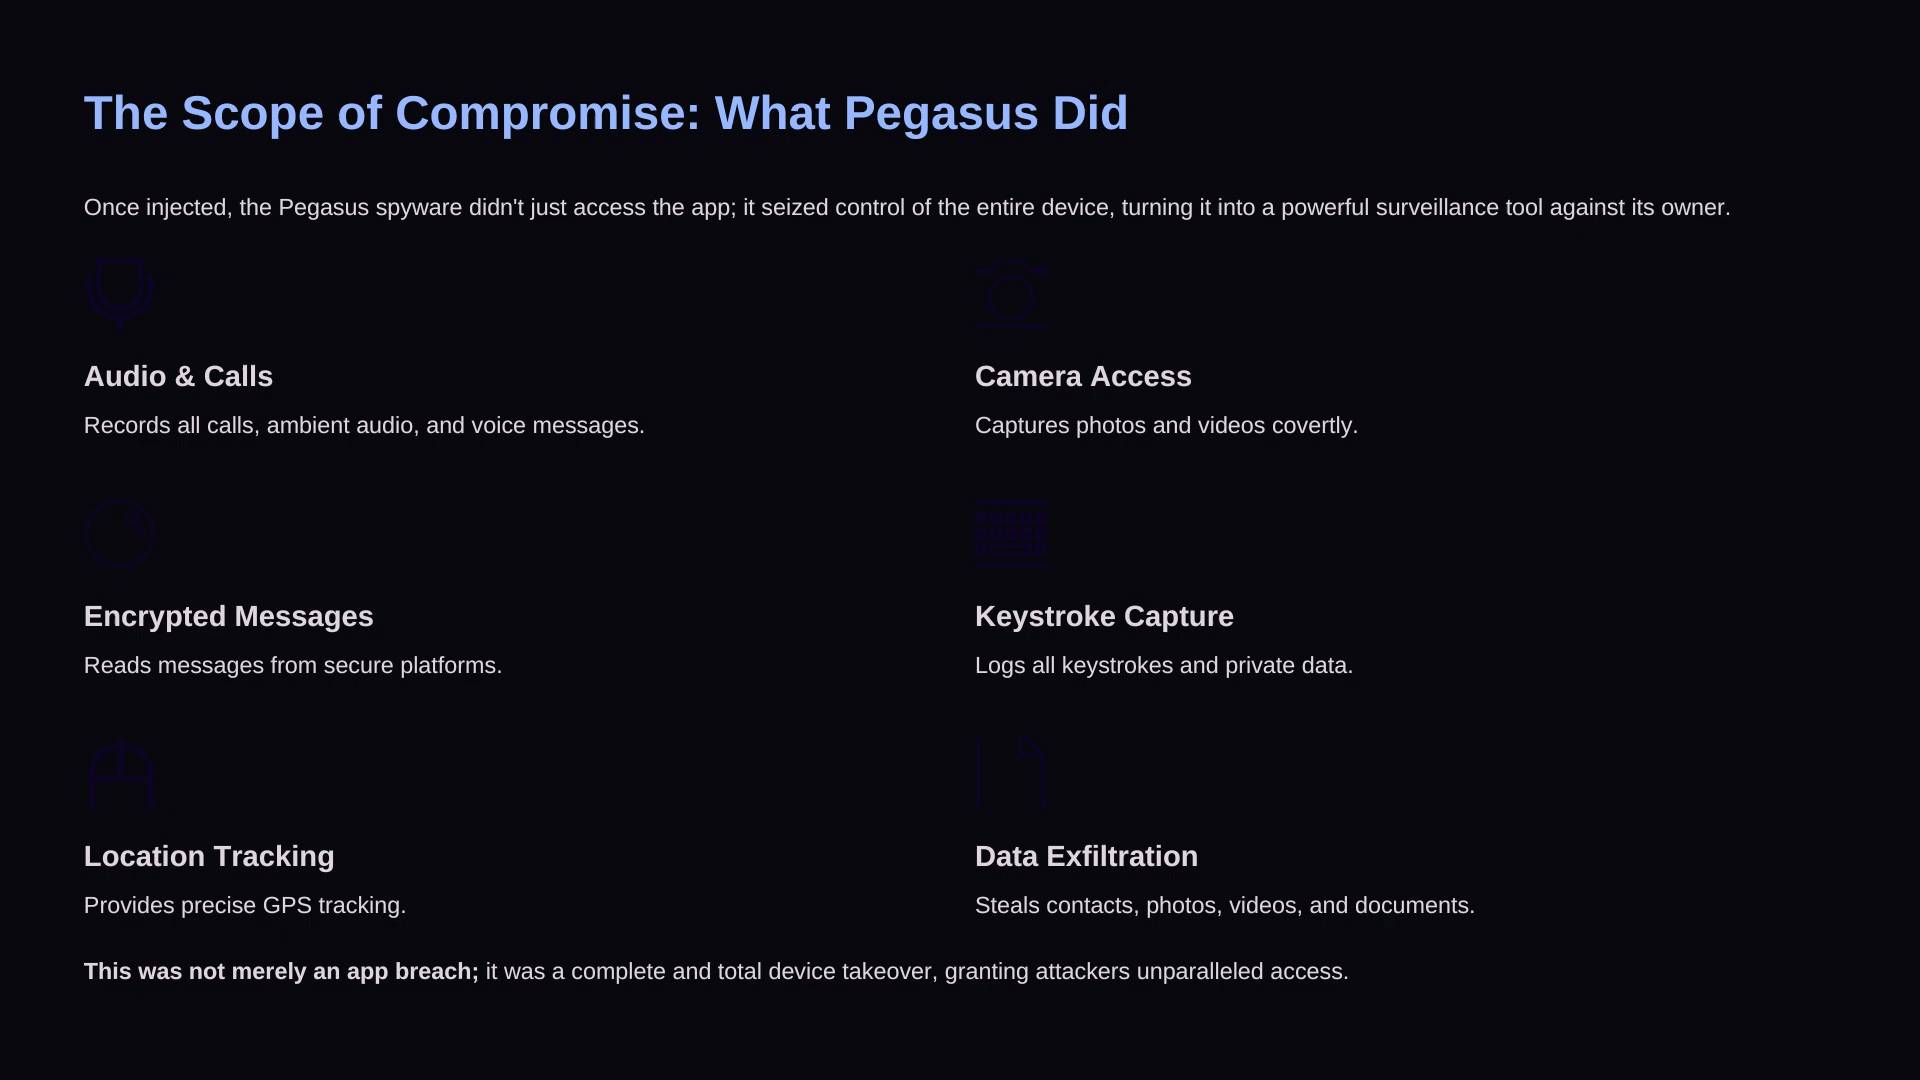 The Scope of Compromise: What Pegasus Did
Once injected, the Pegasus spyware didn't just access the app; it seized control of the entire device, turning it into a powerful surveillance tool against its owner.
Audio & Calls
Records all calls, ambient audio, and voice messages.
Camera Access
Captures photos and videos covertly.
Encrypted Messages
Reads messages from secure platforms.
Keystroke Capture
Logs all keystrokes and private data.
Location Tracking
Provides precise GPS tracking.
Data Exfiltration
Steals contacts, photos, videos, and documents.
This was not merely an app breach; it was a complete and total device takeover, granting attackers unparalleled access.